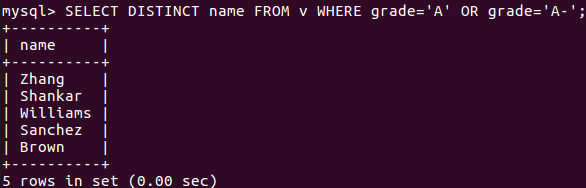 mysql> SELECT DISTINCT name FROM v WHERE grade='A' OR grade='A-';
+----------+
| name     |
+----------+
| Zhang    |
| Shankar  |
| Williams |
| Sanchez  |
| Brown    |
+----------+
5 rows in set (0.00 sec)